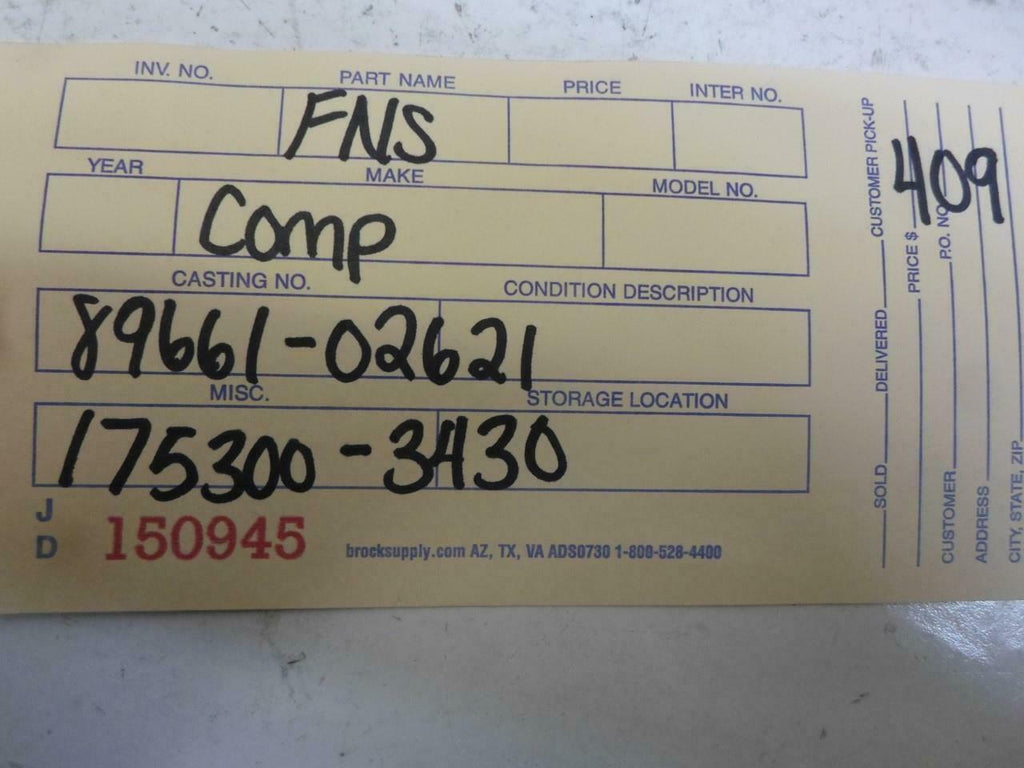 INV. NO. PART NAME PRICE INTER NO.
FNS
YEAR MAKE MODEL NO.
Comp
CASTING NO. CONDITION DESCRIPTION
89661-02621
MISC. STORAGE LOCATION
175300-3430
J D 150945 brocksupply.com AZ, TX, VA ADS0730 1-800-528-4400
SOLD DELIVERED CUSTOMER PICK-UP
PRICE $
409
CUSTOMER P.O. NO
ADDRESS
CITY, STATE, ZIP